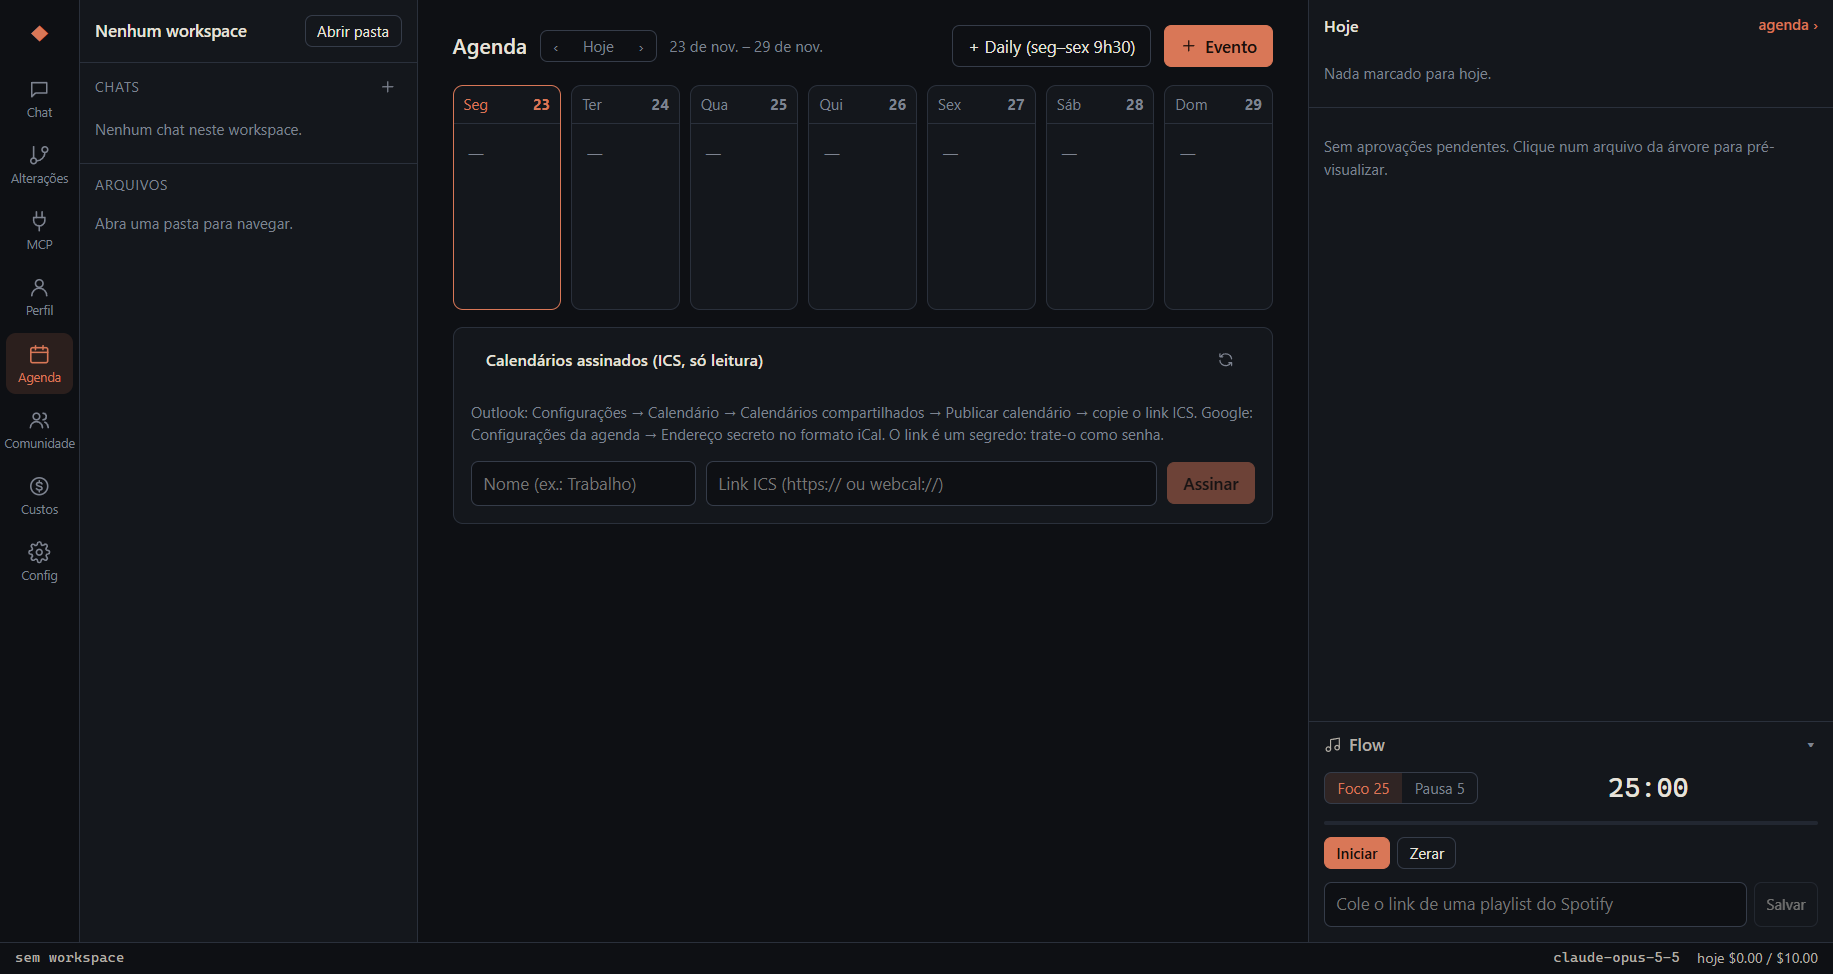 Chat
Alterações
MCP
Perfil
Agenda
Comunidade
Custos
Config
Nenhum workspace
Abrir pasta
CHATS
Nenhum chat neste workspace.
ARQUIVOS
Abra uma pasta para navegar.
Agenda
‹ Hoje ›
23 de nov. – 29 de nov.
+ Daily (seg–sex 9h30)
+ Evento
Seg 23
Ter 24
Qua 25
Qui 26
Sex 27
Sáb 28
Dom 29
— — — — — — —
Calendários assinados (ICS, só leitura)
Outlook: Configurações → Calendário → Calendários compartilhados → Publicar calendário → copie o link ICS. Google:
Configurações da agenda → Endereço secreto no formato iCal. O link é um segredo: trate-o como senha.
Nome (ex.: Trabalho)
Link ICS (https:// ou webcal://)
Assinar
Hoje
agenda ›
Nada marcado para hoje.
Sem aprovações pendentes. Clique num arquivo da árvore para pré-
visualizar.
Flow
Foco 25
Pausa 5
25:00
Iniciar
Zerar
Cole o link de uma playlist do Spotify
Salvar
sem workspace
claude-opus-5-5
hoje $0.00 / $10.00